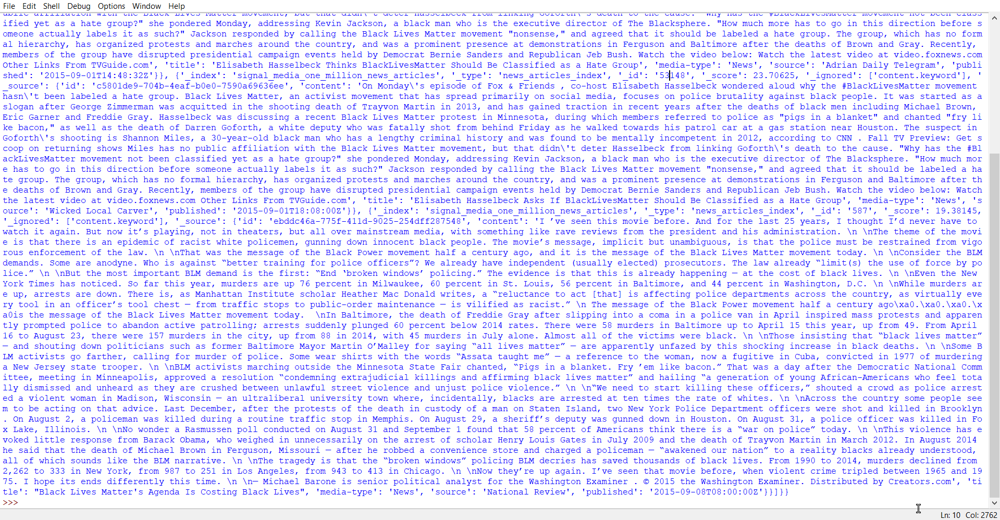 File Edit Shell Debug Options Window Help
ubile affiliation with the Black Lives Matter movement, but that didn\'t deter Hasselbeck from linking Goforth\'s death to the cause. "Why has the #BlackLivesMatter movement not been class
ified yet as a hate group?" she pondered Monday, addressing Kevin Jackson, a black man who is the executive director of The Blacksphere. "How much more has to go in this direction before s
omeone actually labels it as such?" Jackson responded by calling the Black Lives Matter movement "nonsense," and agreed that it should be labeled a hate group. The group, which has no form
al hierarchy, has organized protests and marches around the country, and was a prominent presence at demonstrations in Ferguson and Baltimore after the deaths of Brown and Gray. Recently,
members of the group have disrupted presidential campaign events held by Democrat Bernie Sanders and Republican Jeb Bush. Watch the video below: Watch the latest video at video.foxnews.com
Other Links From TVGuide.com', 'title': 'Elisabeth Hasselbeck Thinks BlackLivesMatter Should Be Classified as a Hate Group', 'media-type': 'News', 'source': 'Adrian Daily Telegram', 'publi
shed': '2015-09-01T14:48:32Z'}}, {'_index': 'signal_media_one_million_news_articles', '_type': 'news_articles_index', '_id': '53148', '_score': 23.70625, '_ignored': ['content.keyword'], '
_source': {'id': 'c5801de9-704b-4eaf-b0e0-7590a69636ee', 'content': 'On Monday\'s episode of Fox & Friends , co-host Elisabeth Hasselbeck wondered aloud why the #BlackLivesMatter movement
hasn\'t been labeled a hate group. Black Lives Matter, an activist movement that has spread primarily on social media, focuses on police brutality against black people. It was started as a
slogan after George Zimmerman was acquitted in the shooting death of Trayvon Martin in 2013, and has gained traction in recent years after the deaths of black men including Michael Brown,
Eric Garner and Freddie Gray. Hasselbeck was discussing a recent Black Lives Matter protest in Minnesota, during which members referred to police as "pigs in a blanket" and chanted "fry li
ke bacon," as well as the death of Darren Goforth, a white deputy who was fatally shot from behind Friday as he walked towards his patrol car at a gas station near Houston. The suspect in
Goforth\'s shooting is Shannon Miles, a 30-year-old black man who has a lengthy criminal history and was found to be mentally incompetent in 2012, according to CNN . Fall TV Preview: Get s
coop on returning shows Miles has no public affiliation with the Black Lives Matter movement, but that didn\'t deter Hasselbeck from linking Goforth\'s death to the cause. "Why has the #Bl
ackLivesMatter movement not been classified yet as a hate group?" she pondered Monday, addressing Kevin Jackson, a black man who is the executive director of The Blacksphere. "How much mor
e has to go in this direction before someone actually labels it as such?" Jackson responded by calling the Black Lives Matter movement "nonsense," and agreed that it should be labeled a ha
te group. The group, which has no formal hierarchy, has organized protests and marches around the country, and was a prominent presence at demonstrations in Ferguson and Baltimore after th
e deaths of Brown and Gray. Recently, members of the group have disrupted presidential campaign events held by Democrat Bernie Sanders and Republican Jeb Bush. Watch the video below: Watch
the latest video at video.foxnews.com Other Links From TVGuide.com', 'title': 'Elisabeth Hasselbeck Asks If BlackLivesMatter Should Be Classified as a Hate Group', 'media-type': 'News', 's
ource': 'Wicked Local Carver', 'published': '2015-09-01T18:08:00Z'}}, {'_index': 'signal_media_one_million_news_articles', '_type': 'news_articles_index', '_id': '587', '_score': 19.38145,
'_ignored': ['content.keyword'], '_source': {'id': 'ebddc46a-775f-411d-9025-254dff287548', 'content': 'I ’ve seen this movie before. And for the last 25 years, I thought I’d never have to
watch it again. But now it’s playing, not in theaters, but all over mainstream media, with something like rave reviews from the president and his administration. \n \nThe theme of the movi
e is that there is an epidemic of racist white policemen, gunning down innocent black people. The movie’s message, implicit but unambiguous, is that the police must be restrained from vigo
rous enforcement of the law. \n \nThat was the message of the Black Power movement half a century ago, and it is the message of the Black Lives Matter movement today. \n \nConsider the BLM
demands. Some are anodyne. Who is against “better training for police officers”? We already have independent (usually elected) prosecutors. The law already “limit(s) the use of force by po
lice.” \n \nBut the most important BLM demand is the first: “End ‘broken windows’ policing.” The evidence is that this is already happening — at the cost of black lives. \n \nEven the New
York Times has noticed. So far this year, murders are up 76 percent in Milwaukee, 60 percent in St. Louis, 56 percent in Baltimore, and 44 percent in Washington, D.C. \n \nWhile murders ar
e up, arrests are down. There is, as Manhattan Institute scholar Heather Mac Donald writes, a “reluctance to act [that] is affecting police departments across the country, as virtually eve
ry tool in an officer’s tool chest — from traffic stops to public-order maintenance — is vilified as racist.” \n The message of the Black Power movement half a century ago\xa0.\xa0.\xa0.\x
a0is the message of the Black Lives Matter movement today.  \nIn Baltimore, the death of Freddie Gray after slipping into a coma in a police van in April inspired mass protests and apparen
tly prompted police to abandon active patrolling; arrests suddenly plunged 60 percent below 2014 rates. There were 58 murders in Baltimore up to April 15 this year, up from 49. From April
16 to August 23, there were 157 murders in the city, up from 88 in 2014, with 45 murders in July alone. Almost all of the victims were black. \n \nThose insisting that “black lives matter”
— and shouting down politicians such as former Baltimore Mayor Martin O’Malley for saying “all lives matter” — are apparently unfazed by this shocking increase in black deaths. \n \nSome B
LM activists go farther, calling for murder of police. Some wear shirts with the words “Assata taught me” — a reference to the woman, now a fugitive in Cuba, convicted in 1977 of murdering
a New Jersey state trooper. \n \nBLM activists marching outside the Minnesota State Fair chanted, “Pigs in a blanket. Fry ’em like bacon.” That was a day after the Democratic National Comm
ittee, meeting in Minneapolis, approved a resolution “condemning extrajudicial killings and affirming black lives matter” and hailing “a generation of young African-Americans who feel tota
lly dismissed and unheard as they are crushed between unlawful street violence and unjust police violence.” \n \n“We need to start killing these officers,” shouted a crowd as police arrest
ed a violent woman in Madison, Wisconsin — an ultraliberal university town where, incidentally, blacks are arrested at ten times the rate of whites. \n \nAcross the country some people see
m to be acting on that advice. Last December, after the protests of the death in custody of a man on Staten Island, two New York Police Department officers were shot and killed in Brooklyn
. On August 2, a policeman was killed during a routine traffic stop in Memphis. On August 29, a sheriff’s deputy was gunned down in Houston. On August 31, a police officer was killed in Fo
x Lake, Illinois. \n \nNo wonder a Rasmussen poll conducted on August 31 and September 1 found that 58 percent of Americans think there is a “war on police” today. \n \nThis violence has e
voked little response from Barack Obama, who weighed in unnecessarily on the arrest of scholar Henry Louis Gates in July 2009 and the death of Trayvon Martin in March 2012. In August 2014
he said that the death of Michael Brown in Ferguson, Missouri — after he robbed a convenience store and charged a policeman — “awakened our nation” to a reality blacks already understood,
all of which sounds like the BLM narrative. \n \nThe tragedy is that the “broken windows” policing BLM decries has saved thousands of black lives. From 1990 to 2014, murders declined from
2,262 to 333 in New York, from 987 to 251 in Los Angeles, from 943 to 413 in Chicago. \n \nNow they’re up again. I’ve seen that movie before, when violent crime tripled between 1965 and 19
75. I hope its ends differently this time. \n \n— Michael Barone is senior political analyst for the Washington Examiner . © 2015 the Washington Examiner. Distributed by Creators.com', 'ti
tle': "Black Lives Matter's Agenda Is Costing Black Lives", 'media-type': 'News', 'source': 'National Review', 'published': '2015-09-08T08:00:00Z'}}]}}
>>>
Ln: 10 Col: 2762